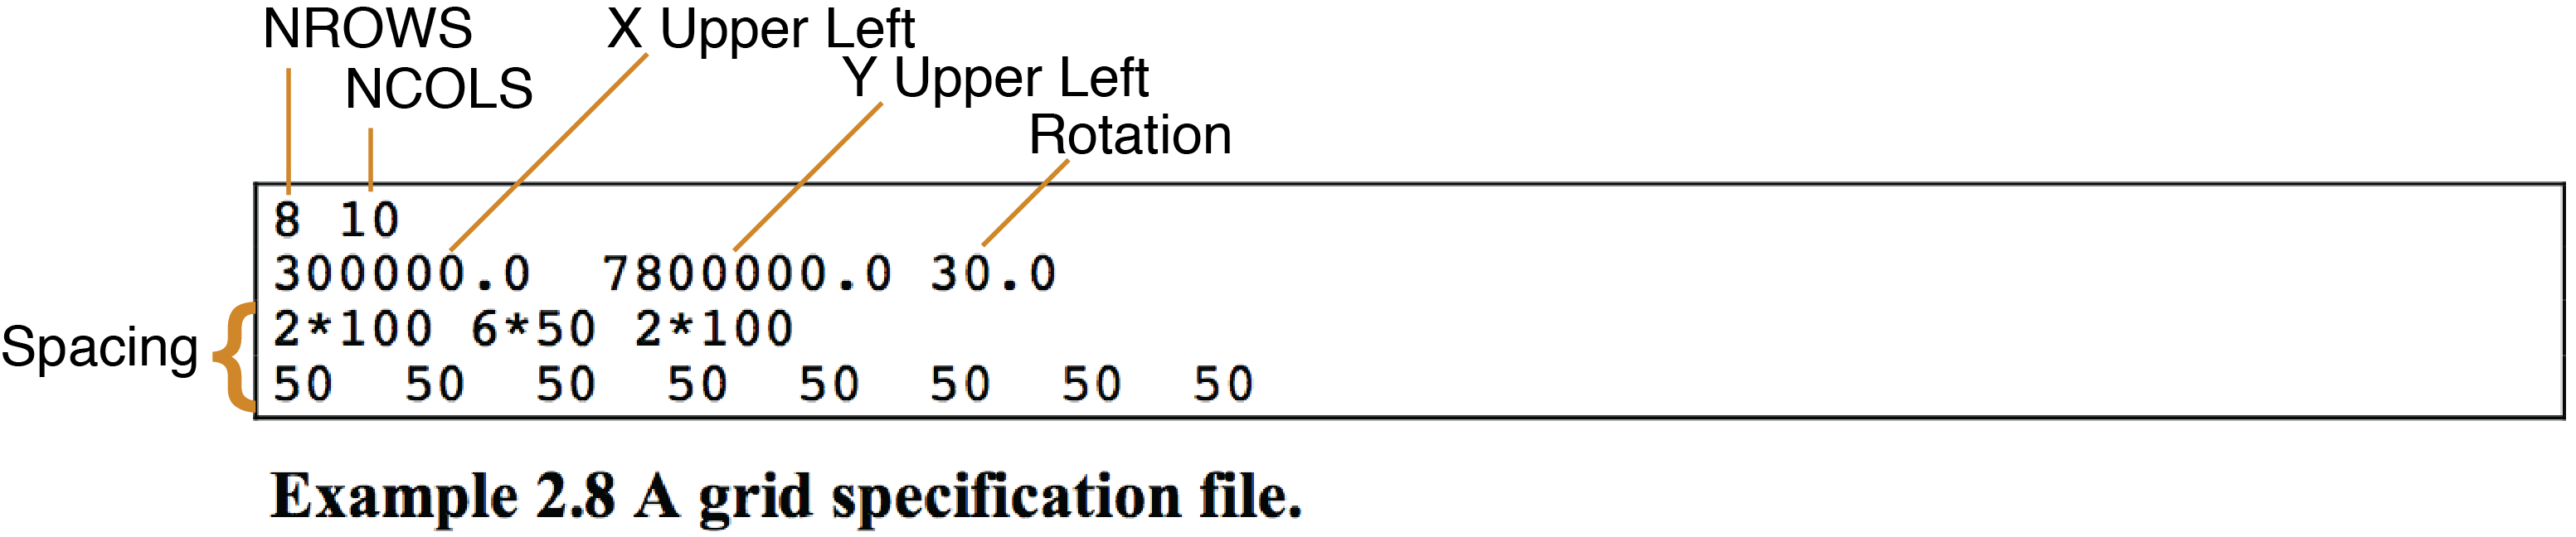 NROWS
X Upper Left
NCOLS
Y Upper Left
Rotation
8 10
300000.0 7800000.0 30.0
Spacing
2*100 6*50 2*100
50 50 50 50 50 50 50 50
Example 2.8 A grid specification file.